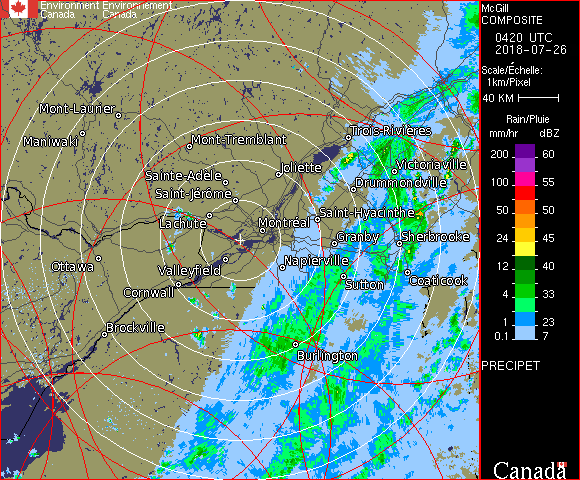 Environment Environnement
Canada Canada
McGill
COMPOSITE
0420 UTC
2018-07-26
Scale/Échelle:
1km/Pixel
40 KM
Rain/Pluie
mm/hr dBZ
200 60
100 55
50 50
24 45
12 40
4 33
1 23
0.1 7
PRECIPET
Canada
Mont-Laurier
Maniwaki
Mont-Tremblant
Trois-Rivières
Joliette
Victoriaville
Sainte-Adèle
Drummondville
Saint-Jérôme
Lachute
Saint-Hyacinthe
Montréal
Granby
Sherbrooke
Ottawa
Valleyfield
Napierville
Coaticook
Cornwall
Sutton
Brockville
Burlington